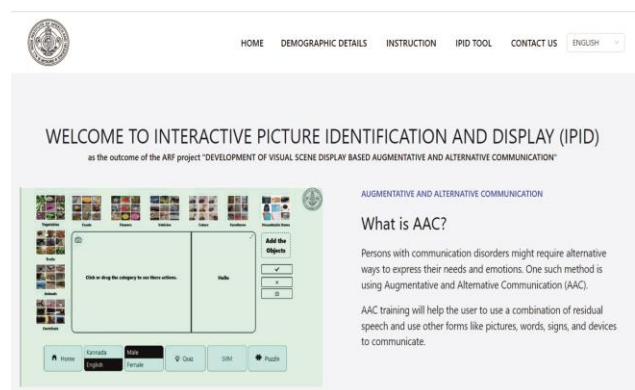 HOME DEMOGRAPHIC DETAILS INSTRUCTION IPID TOOL CONTACT US ENGLISH
WELCOME TO INTERACTIVE PICTURE IDENTIFICATION AND DISPLAY (IPID)
as the outcome of the ARF project "DEVELOPMENT OF VISUAL SCENE DISPLAY BASED AUGMENTATIVE AND ALTERNATIVE COMMUNICATION"
Vegetables Foods Flowers Vehicles Colors Furnitures Households Items
Fruits
Animals
Click or drag the category to see there actions.
Hello
Add the
Objects
Home
Kannada
English
Male
Female
Quiz
SIIM
Puzzle
AUGMENTATIVE AND ALTERNATIVE COMMUNICATION
What is AAC?
Persons with communication disorders might require alternative
ways to express their needs and emotions. One such method is
using Augmentative and Alternative Communication (AAC).
AAC training will help the user to use a combination of residual
speech and use other forms like pictures, words, signs, and devices
to communicate.